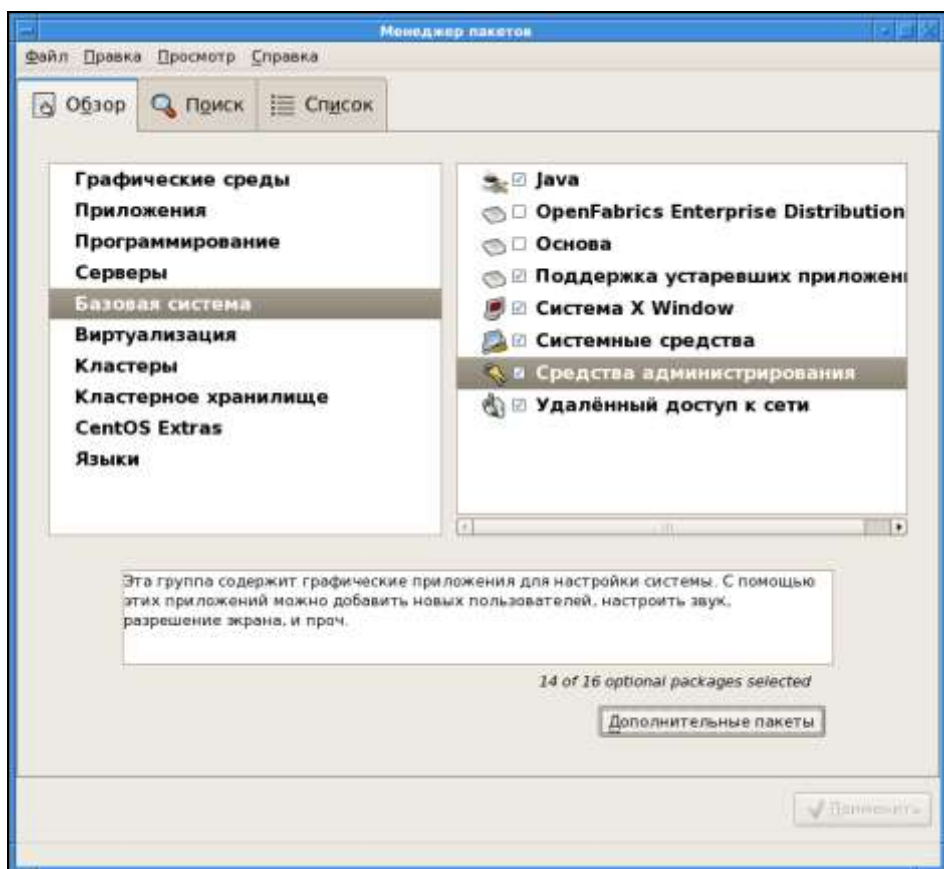 Менеджер пакетов
Файл Правка Просмотр Справка
Обзор Поиск Список
Графические среды
Приложения
Программирование
Серверы
Базовая система
Виртуализация
Кластеры
Кластерное хранилище
CentOS Extras
Языки
Java
OpenFabrics Enterprise Distribution
Основа
Поддержка устаревших приложени
Система X Window
Системные средства
Средства администрирования
Удалённый доступ к сети
Эта группа содержит графические приложения для настройки системы. С помощью
этих приложений можно добавить новых пользователей, настроить звук,
разрешение экрана, и проч.
14 of 16 optional packages selected
Дополнительные пакеты
Применить